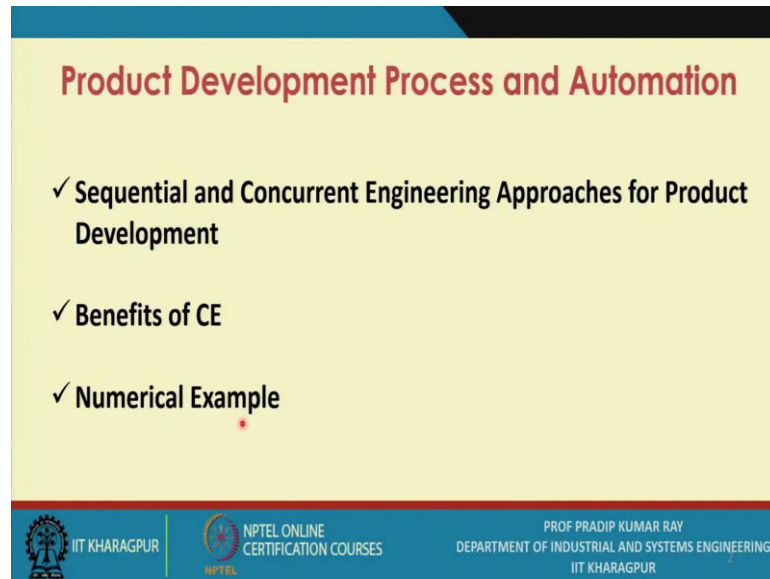 Product Development Process and Automation
✓ Sequential and Concurrent Engineering Approaches for Product
Development
✓ Benefits of CE
✓ Numerical Example
IIT KHARAGPUR
NPTEL
NPTEL ONLINE
CERTIFICATION COURSES
PROF PRADIP KUMAR RAY
DEPARTMENT OF INDUSTRIAL AND SYSTEMS ENGINEERING
IIT KHARAGPUR
2